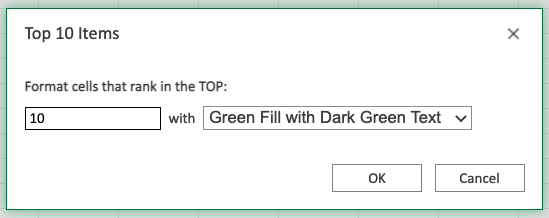 Top 10 Items
Format cells that rank in the TOP:
10 with Green Fill with Dark Green Text
OK Cancel